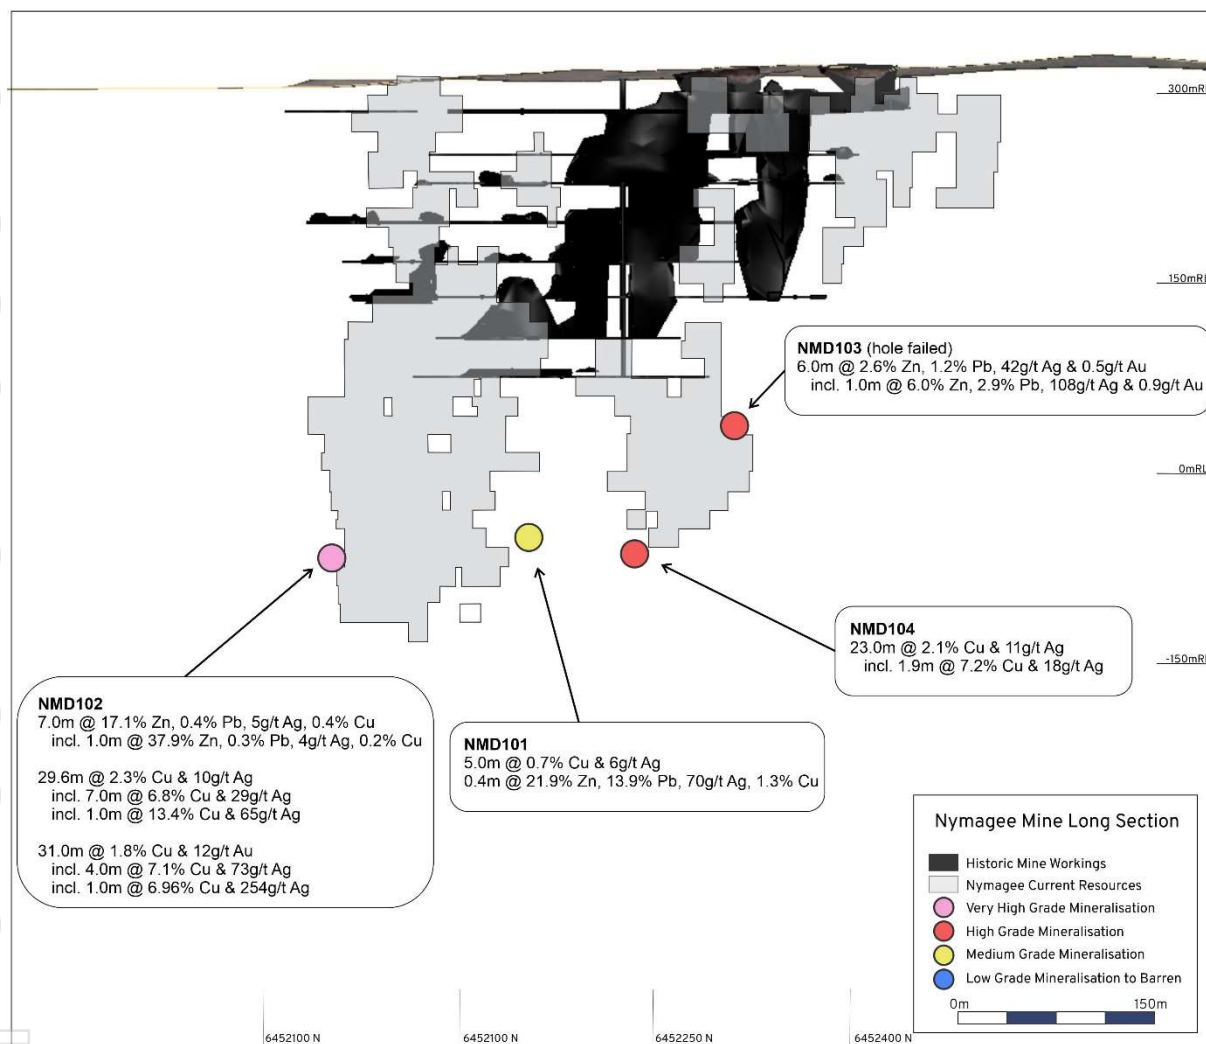 300mRL
150mRL
NMD103 (hole failed)
6.0m @ 2.6% Zn, 1.2% Pb, 42g/t Ag & 0.5g/t Au
incl. 1.0m @ 6.0% Zn, 2.9% Pb, 108g/t Ag & 0.9g/t Au
0mRL
NMD104
23.0m @ 2.1% Cu & 11g/t Ag
incl. 1.9m @ 7.2% Cu & 18g/t Ag
-150mRL
NMD102
7.0m @ 17.1% Zn, 0.4% Pb, 5g/t Ag, 0.4% Cu
incl. 1.0m @ 37.9% Zn, 0.3% Pb, 4g/t Ag, 0.2% Cu
29.6m @ 2.3% Cu & 10g/t Ag
incl. 7.0m @ 6.8% Cu & 29g/t Ag
incl. 1.0m @ 13.4% Cu & 65g/t Ag
31.0m @ 1.8% Cu & 12g/t Au
incl. 4.0m @ 7.1% Cu & 73g/t Ag
incl. 1.0m @ 6.96% Cu & 254g/t Ag
NMD101
5.0m @ 0.7% Cu & 6g/t Ag
0.4m @ 21.9% Zn, 13.9% Pb, 70g/t Ag, 1.3% Cu
Nymagee Mine Long Section
Historic Mine Workings
Nymagee Current Resources
Very High Grade Mineralisation
High Grade Mineralisation
Medium Grade Mineralisation
Low Grade Mineralisation to Barren
0m 150m
6452100 N 6452100 N 6452250 N 6452400 N